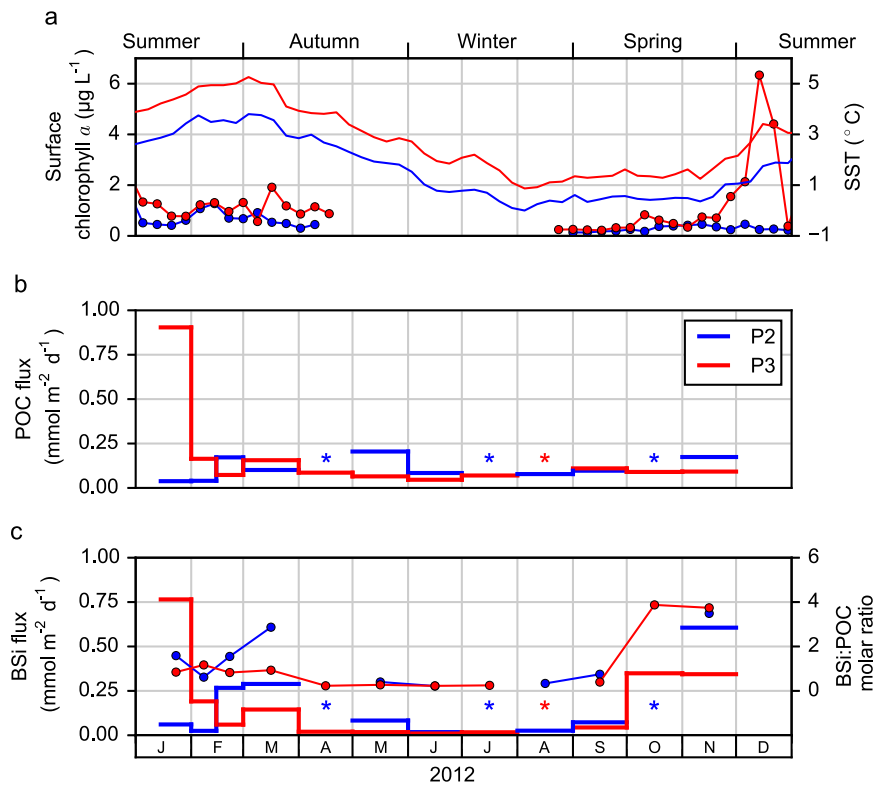 a
Summer Autumn Winter Spring Summer
Surface
chlorophyll a (μg L⁻¹)
6
4
2
0
5
3
1
−1
SST (° C)
b
POC flux
(mmol m⁻² d⁻¹)
1.00
0.75
0.50
0.25
0.00
P2
P3
* * * *
c
BSi flux
(mmol m⁻² d⁻¹)
1.00
0.75
0.50
0.25
0.00
6
4
2
0
BSi:POC
molar ratio
* * * *
J F M A M J J A S O N D
2012